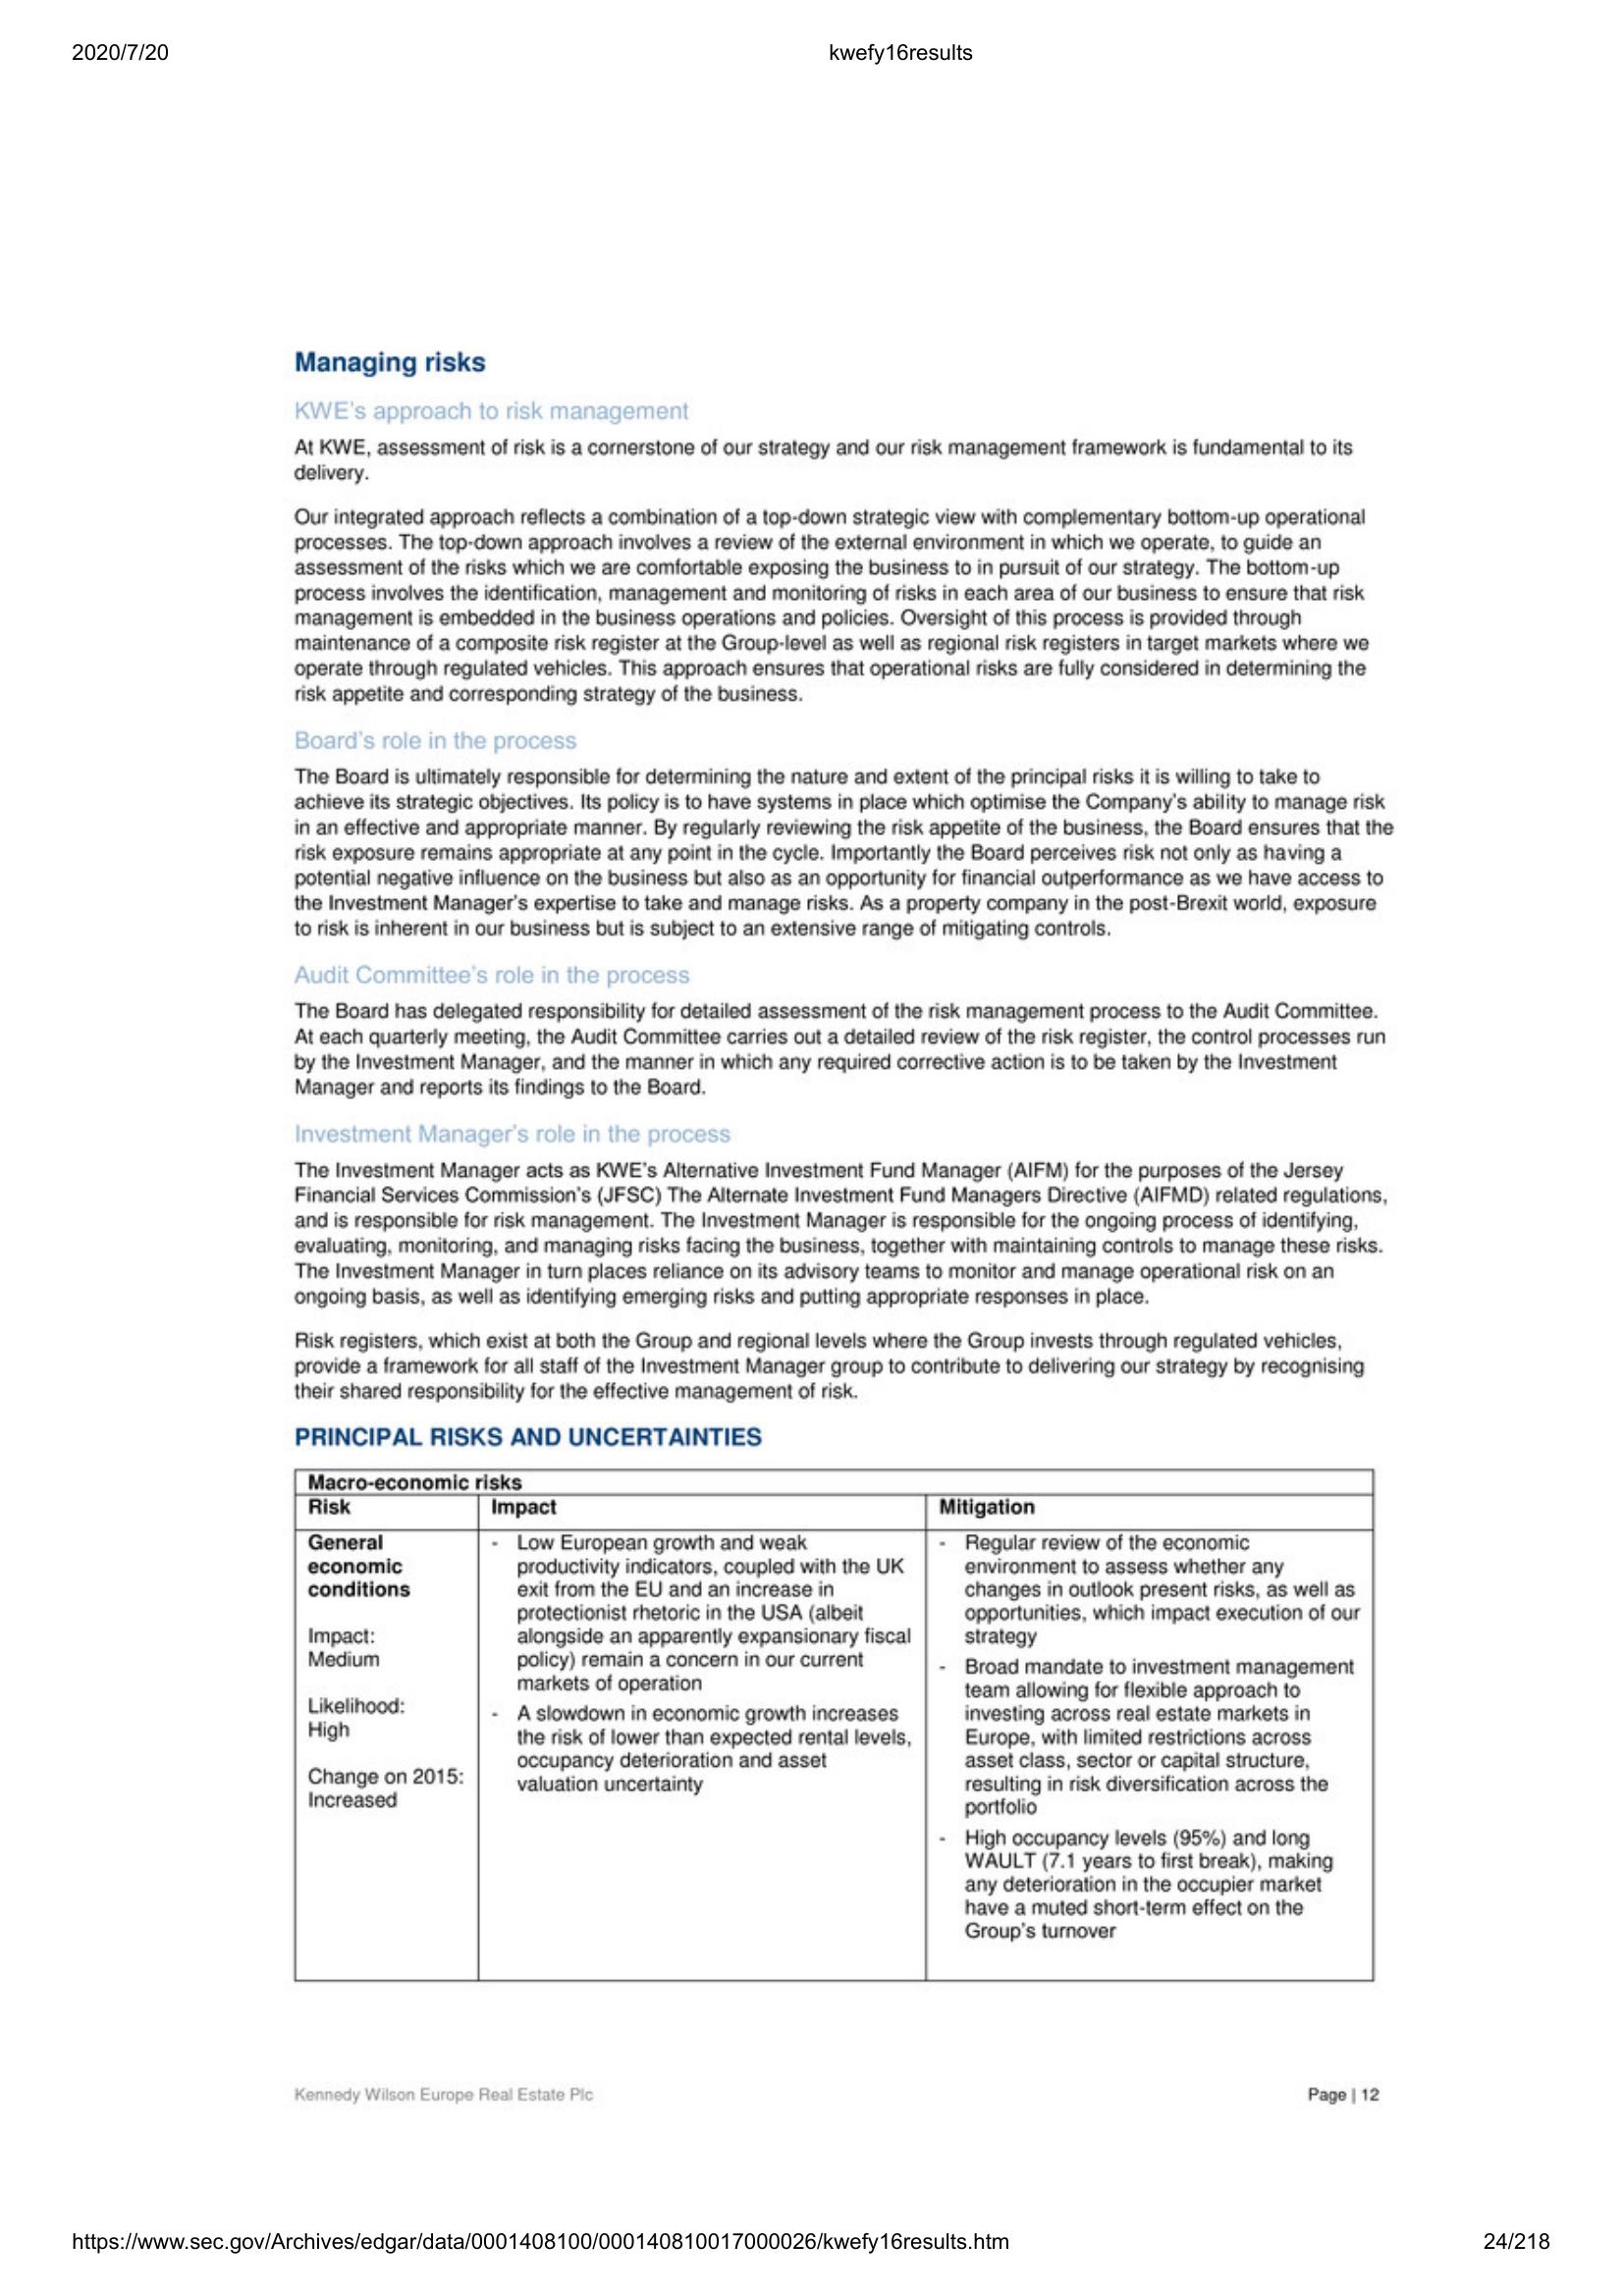 2020/7/20
kwefy16results
Managing risks
KWE's approach to risk management
At KWE, assessment of risk is a cornerstone of our strategy and our risk management framework is fundamental to its
delivery.
Our integrated approach reflects a combination of a top-down strategic view with complementary bottom-up operational
processes. The top-down approach involves a review of the external environment in which we operate, to guide an
assessment of the risks which we are comfortable exposing the business to in pursuit of our strategy. The bottom-up
process involves the identification, management and monitoring of risks in each area of our business to ensure that risk
management is embedded in the business operations and policies. Oversight of this process is provided through
maintenance of a composite risk register at the Group-level as well as regional risk registers in target markets where we
operate through regulated vehicles. This approach ensures that operational risks are fully considered in determining the
risk appetite and corresponding strategy of the business.
Board's role in the process
The Board is ultimately responsible for determining the nature and extent of the principal risks it is willing to take to
achieve its strategic objectives. Its policy is to have systems in place which optimise the Company's ability to manage risk
in an effective and appropriate manner. By regularly reviewing the risk appetite of the business, the Board ensures that the
risk exposure remains appropriate at any point in the cycle. Importantly the Board perceives risk not only as having a
potential negative influence on the business but also as an opportunity for financial outperformance as we have access to
the Investment Manager's expertise to take and manage risks. As a property company in the post-Brexit world, exposure
to risk is inherent in our business but is subject to an extensive range of mitigating controls.
Audit Committee's role in the process
The Board has delegated responsibility for detailed assessment of the risk management process to the Audit Committee.
At each quarterly meeting, the Audit Committee carries out a detailed review of the risk register, the control processes run
by the Investment Manager, and the manner in which any required corrective action is to be taken by the Investment
Manager and reports its findings to the Board.
Investment Manager's role in the process
The Investment Manager acts as KWE's Alternative Investment Fund Manager (AIFM) for the purposes of the Jersey
Financial Services Commission's (JFSC) The Alternate Investment Fund Managers Directive (AIFMD) related regulations,
and is responsible for risk management. The Investment Manager is responsible for the ongoing process of identifying,
evaluating, monitoring, and managing risks facing the business, together with maintaining controls to manage these risks.
The Investment Manager in turn places reliance on its advisory teams to monitor and manage operational risk on an
ongoing basis, as well as identifying emerging risks and putting appropriate responses in place.
Risk registers, which exist at both the Group and regional levels where the Group invests through regulated vehicles,
provide a framework for all staff of the Investment Manager group to contribute to delivering our strategy by recognising
their shared responsibility for the effective management of risk.
PRINCIPAL RISKS AND UNCERTAINTIES
Macro-economic risks
Risk
Impact
Mitigation
General
economic
conditions
Impact:
Medium
Likelihood:
High
Change on 2015:
Increased
- Low European growth and weak
productivity indicators, coupled with the UK
exit from the EU and an increase in
protectionist rhetoric in the USA (albeit
alongside an apparently expansionary fiscal
policy) remain a concern in our current
markets of operation
- A slowdown in economic growth increases
the risk of lower than expected rental levels,
occupancy deterioration and asset
valuation uncertainty
- Regular review of the economic
environment to assess whether any
changes in outlook present risks, as well as
opportunities, which impact execution of our
strategy
- Broad mandate to investment management
team allowing for flexible approach to
investing across real estate markets in
Europe, with limited restrictions across
asset class, sector or capital structure,
resulting in risk diversification across the
portfolio
- High occupancy levels (95%) and long
WAULT (7.1 years to first break), making
any deterioration in the occupier market
have a muted short-term effect on the
Group's turnover
Kennedy Wilson Europe Real Estate Plc
Page | 12
https://www.sec.gov/Archives/edgar/data/0001408100/000140810017000026/kwefy16results.htm
24/218